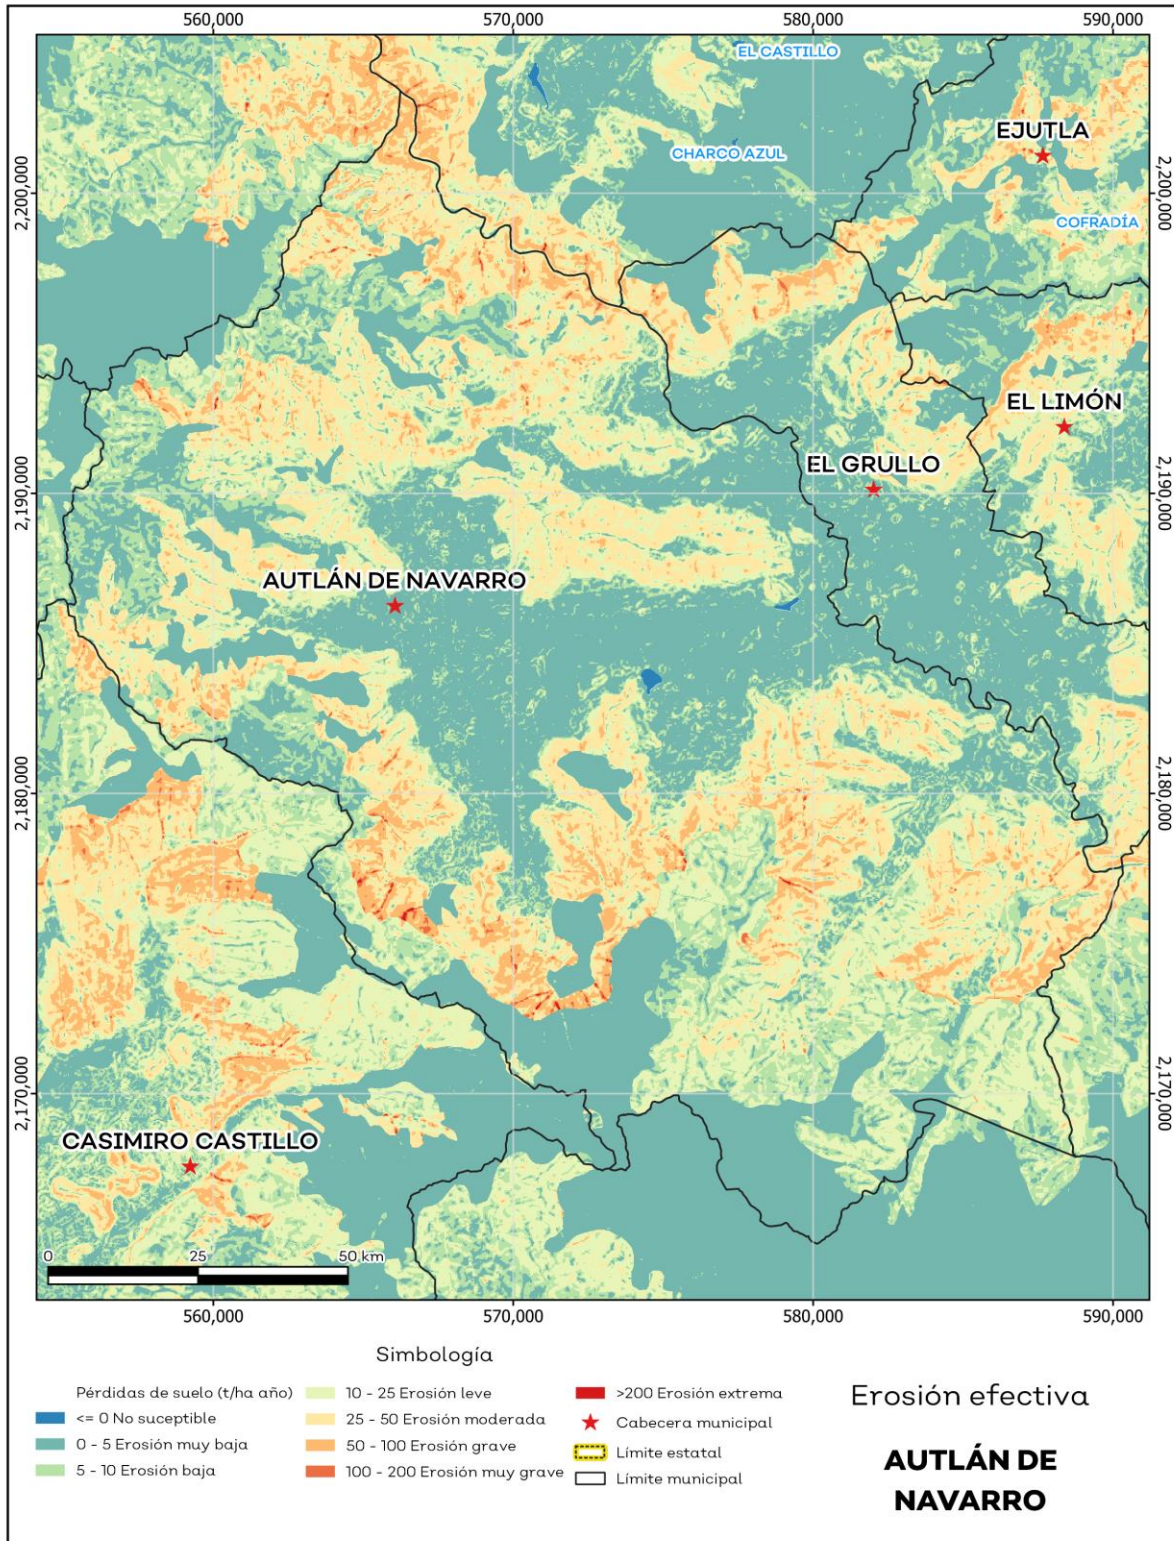 560,000 570,000 580,000 590,000
EL CASTILLO
EJUTLA
CHARCO AZUL
2,200,000 2,200,000
COFRADÍA
EL LIMÓN
EL GRULLO
2,190,000 2,190,000
AUTLÁN DE NAVARRO
2,180,000 2,180,000
2,170,000 2,170,000
CASIMIRO CASTILLO
0 25 50 km
560,000 570,000 580,000 590,000
Simbología
Pérdidas de suelo (t/ha año)
<= 0 No suceptible
0 - 5 Erosión muy baja
5 - 10 Erosión baja
10 - 25 Erosión leve
25 - 50 Erosión moderada
50 - 100 Erosión grave
100 - 200 Erosión muy grave
>200 Erosión extrema
Cabecera municipal
Límite estatal
Límite municipal
Erosión efectiva
AUTLÁN DE
NAVARRO